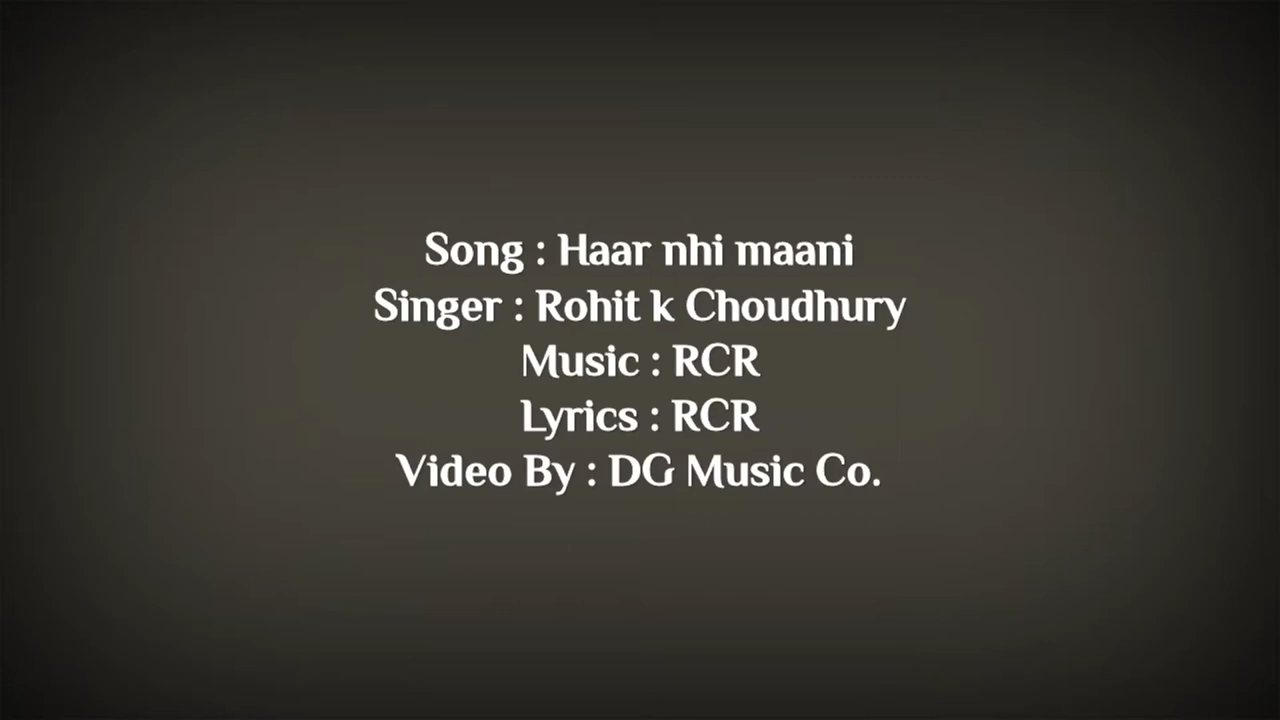 Song : Haar nhi maani
Singer : Rohit k Choudhury
Music : RCR
Lyrics : RCR
Video By : DG Music Co.